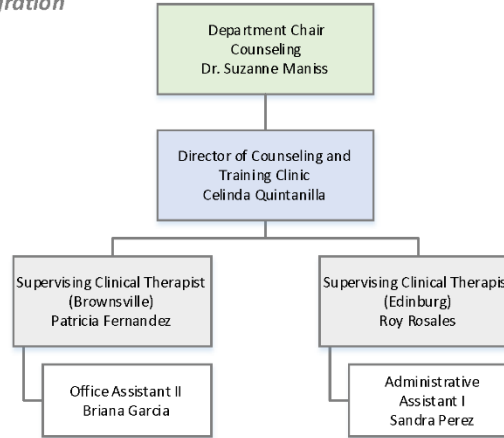 Department Chair
Counseling
Dr. Suzanne Maniss
Director of Counseling and
Training Clinic
Celinda Quintanilla
Supervising Clinical Therapist
(Brownsville)
Patricia Fernandez
Supervising Clinical
(Edinburg)
Roy Rosales
Office Assistant II
Briana Garcia
Administrative
Assistant I
Sandra Perez